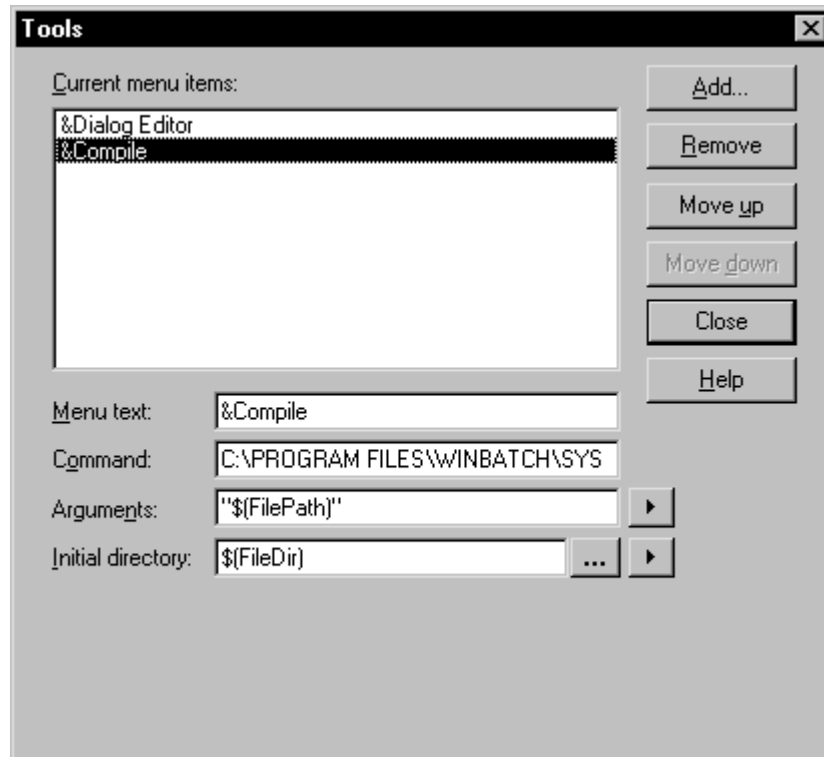 Tools
Current menu items:
&Dialog Editor
&Compile
Add...
Remove
Move up
Move down
Close
Help
Menu text: &Compile
Command: C:\PROGRAM FILES\WINBATCH\SYS
Arguments: "$(FilePath)"
Initial directory: $(FileDir) ...